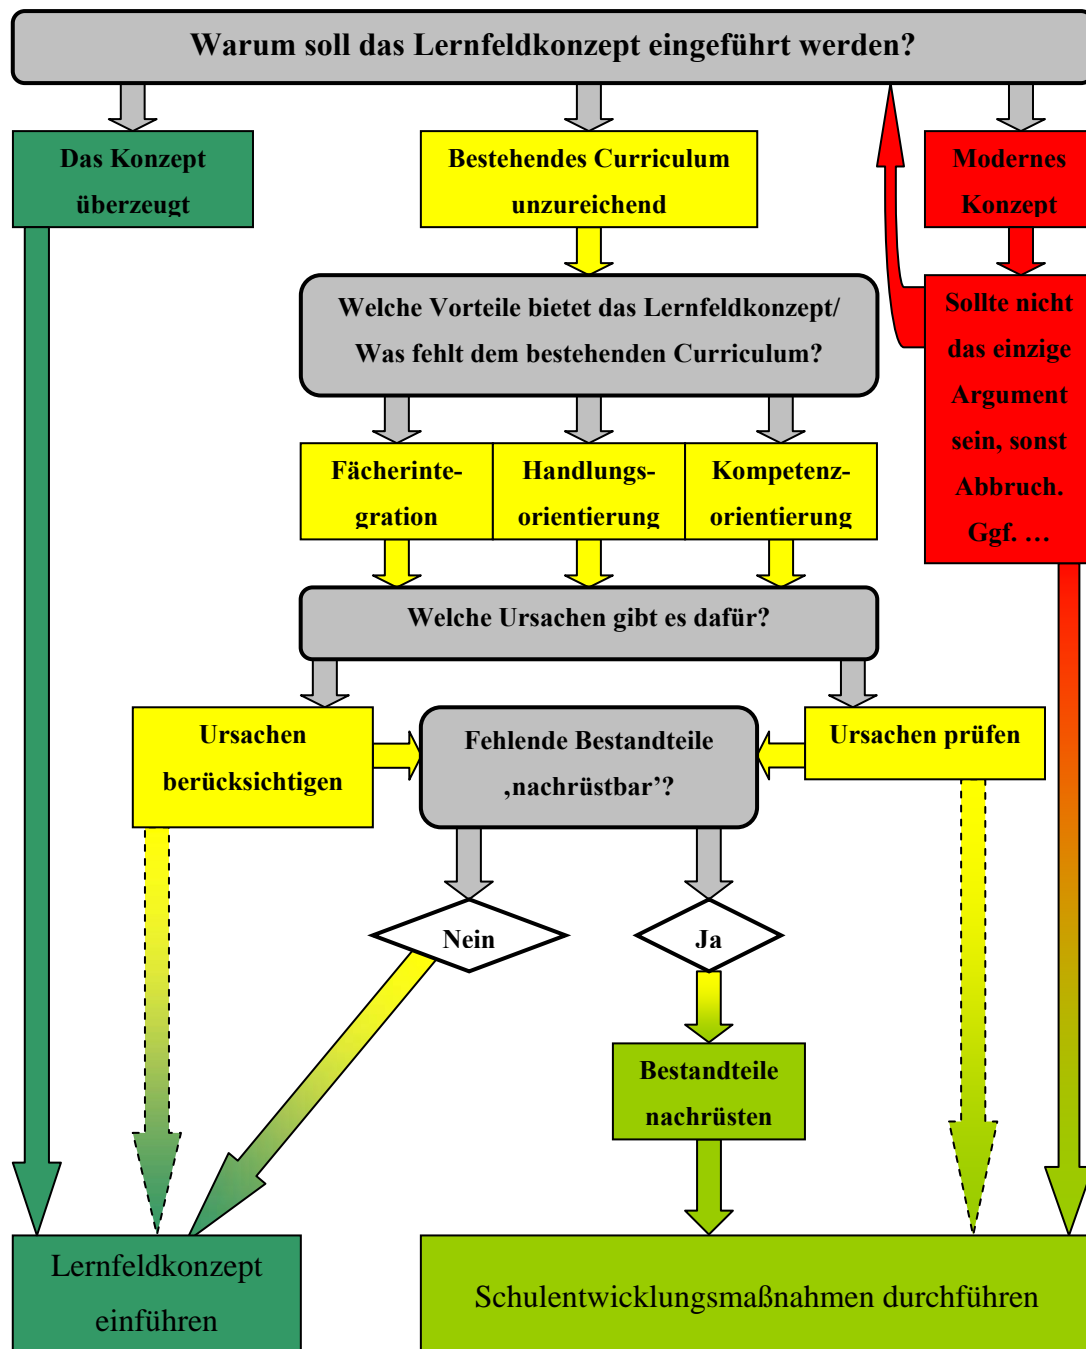 Warum soll das Lernfeldkonzept eingeführt werden?
Das Konzept
überzeugt
Bestehendes Curriculum
unzureichend
Modernes
Konzept
Welche Vorteile bietet das Lernfeldkonzept/
Was fehlt dem bestehenden Curriculum?
Sollte nicht
das einzige
Argument
sein, sonst
Abbruch.
Ggf. …
Fächerinte-
gration
Handlungs-
orientierung
Kompetenz-
orientierung
Welche Ursachen gibt es dafür?
Ursachen
berücksichtigen
Fehlende Bestandteile
‚nachrüstbar’?
Ursachen prüfen
Nein
Ja
Bestandteile
nachrüsten
Lernfeldkonzept
einführen
Schulentwicklungsmaßnahmen durchführen